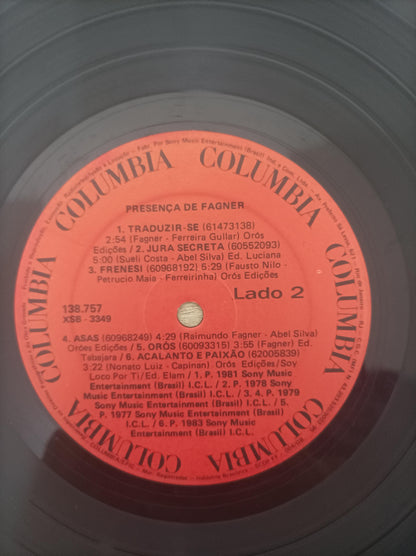 COLUMBIA COLUMBIA COLUMBIA COLUMBIA COLUMBIA COLUMBIA
PRESENÇA DE FAGNER
1. TRADUZIR-SE (61473138)
2:54 (Fagner - Ferreira Gullar) Orós
Edições / 2. JURA SECRETA (60552093)
5:00 (Sueli Costa - Abel Silva) Ed. Luciana
3. FRENESI (60968192) 5:29 (Fausto Nilo -
Petrucio Maia - Ferreirinha) Orós Edições
138.757
XSB - 3349
Lado 2
4. ASAS (60968249) 4:29 (Raimundo Fagner - Abel Silva)
Orós Edições / 5. ORÓS (60093315) 3:55 (Fagner) Ed.
Tabajara / 6. ACALANTO E PAIXÃO (62005839)
3:22 (Nonato Luiz - Capinan) Orós Edições/Soy
Loco Por Ti/Ed. Elam / 1. P. 1981 Sony Music
Entertainment (Brasil) I.C.L. / 2. P. 1978 Sony Music
Entertainment (Brasil) I.C.L. / 3. 4. P 1979
Sony Music Entertainment (Brasil) I.C.L. / 5.
P 1977 Sony Music Entertainment (Brasil)
I.C.L. / 6. P 1983 Sony Music
Entertainment (Brasil) I.C.L.